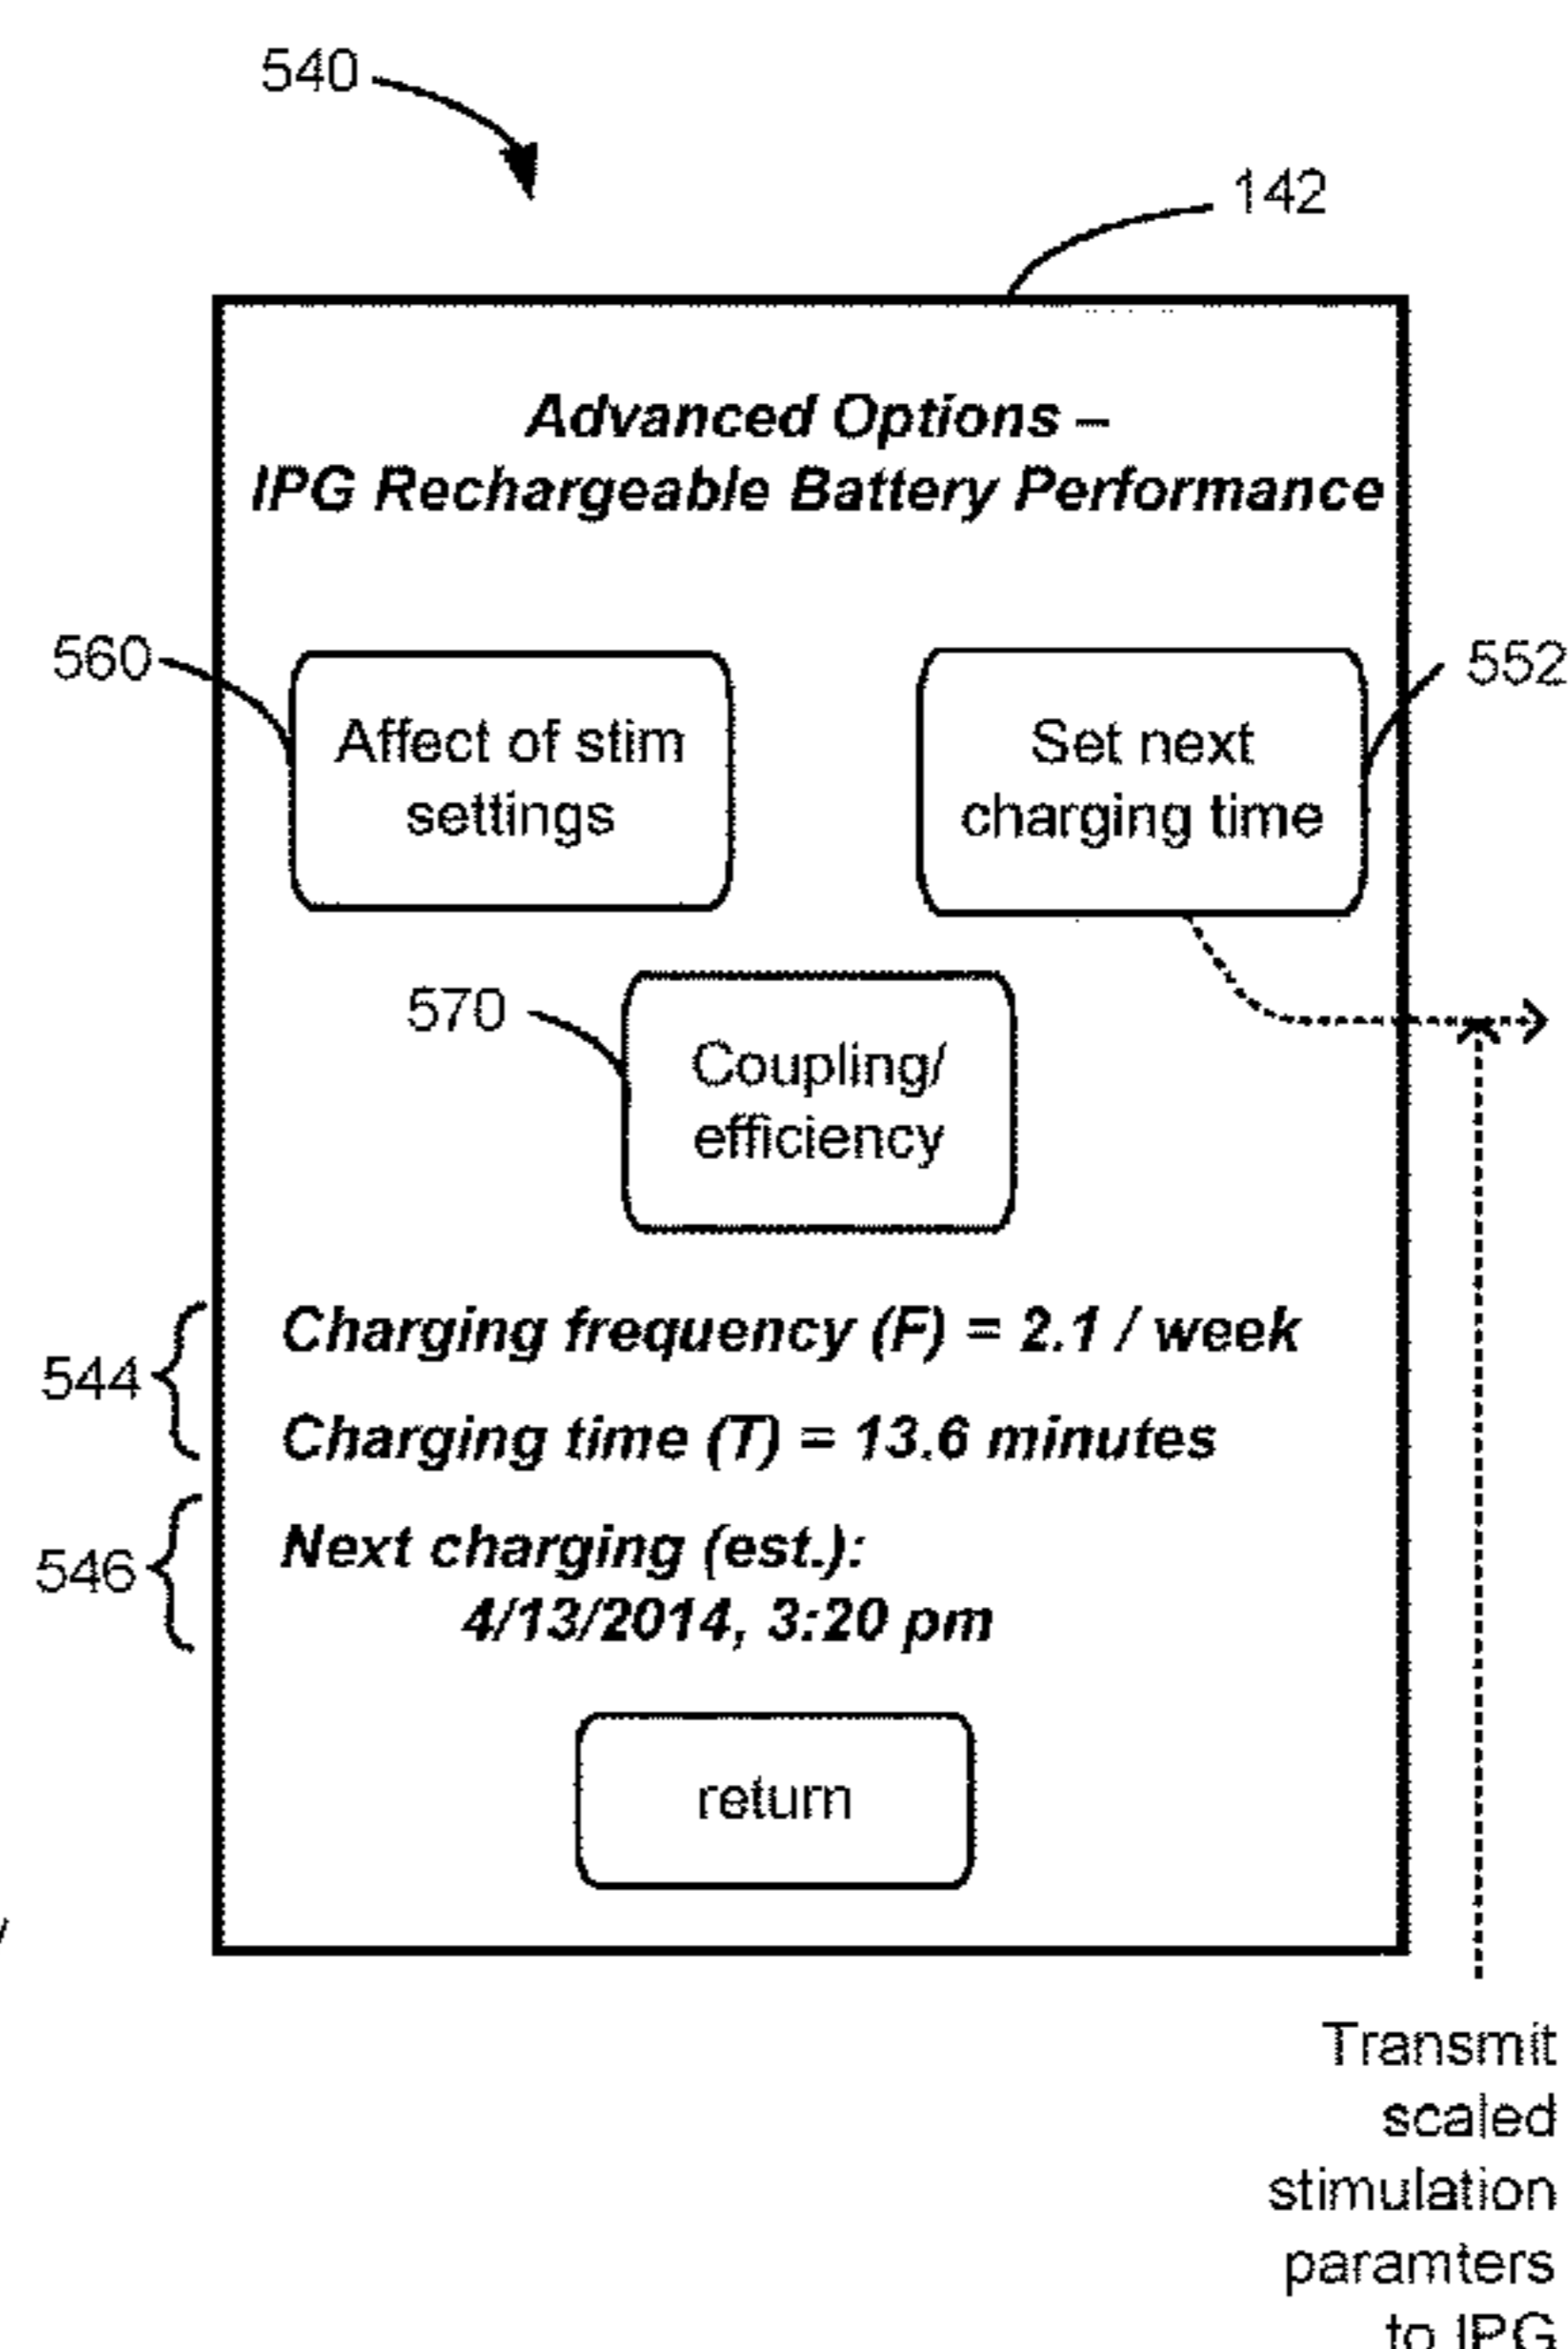 540
142
Advanced Options –
IPG Rechargeable Battery Performance
560
552
Affect of stim
settings
Set next
charging time
570
Coupling/
efficiency
544
Charging frequency (F) = 2.1 / week
Charging time (T) = 13.6 minutes
546
Next charging (est.):
4/13/2014, 3:20 pm
return
Transmit
scaled
stimulation
paramters
to IPG